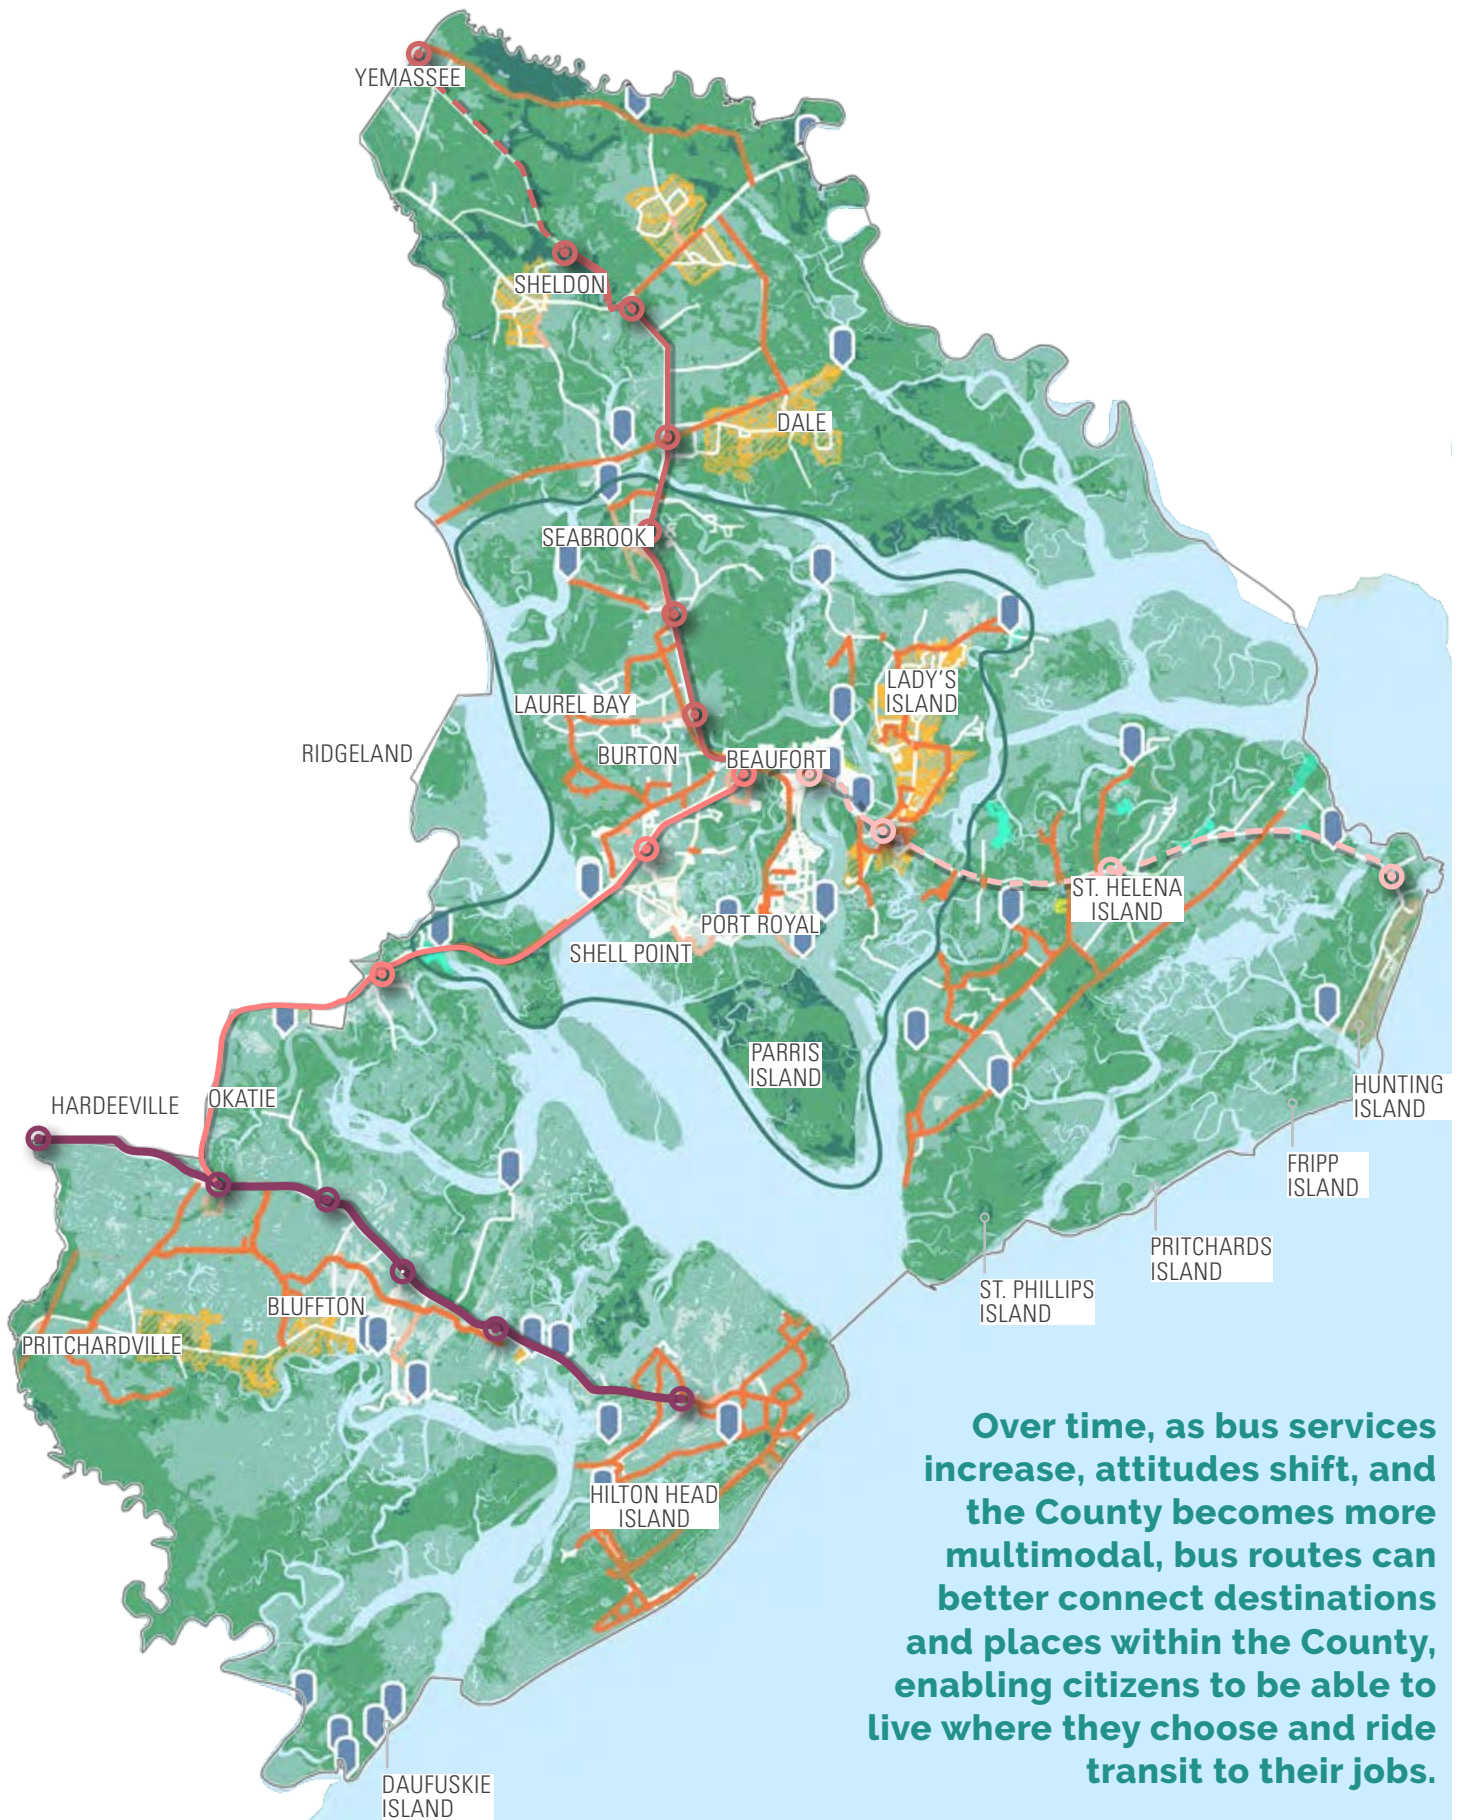 YEMASSEE
SHELDON
DALE
SEABROOK
LADY'S
ISLAND
LAUREL BAY
RIDGELAND
BURTON
BEAUFORT
ST. HELENA
ISLAND
PORT ROYAL
SHELL POINT
PARRIS
ISLAND
HUNTING
ISLAND
HARDEEVILLE
OKATIE
FRIPP
ISLAND
PRITCHARDS
ISLAND
ST. PHILLIPS
ISLAND
BLUFFTON
PRITCHARDVILLE
HILTON HEAD
ISLAND
Over time, as bus services
increase, attitudes shift, and
the County becomes more
multimodal, bus routes can
better connect destinations
and places within the County,
enabling citizens to be able to
live where they choose and ride
transit to their jobs.
DAUFUSKIE
ISLAND